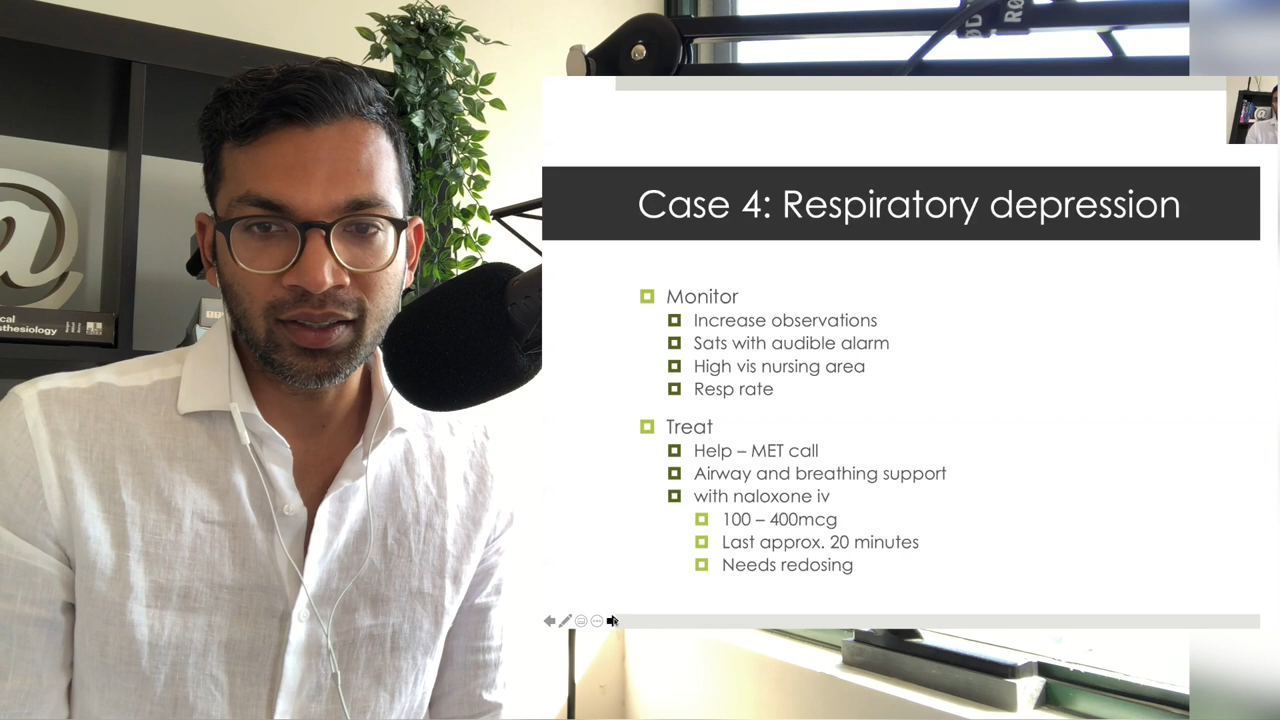 RØD
Case 4: Respiratory depression
Monitor
Increase observations
Sats with audible alarm
High vis nursing area
Resp rate
Treat
Help – MET call
Airway and breathing support
with naloxone iv
100 – 400mcg
Last approx. 20 minutes
Needs redosing
@